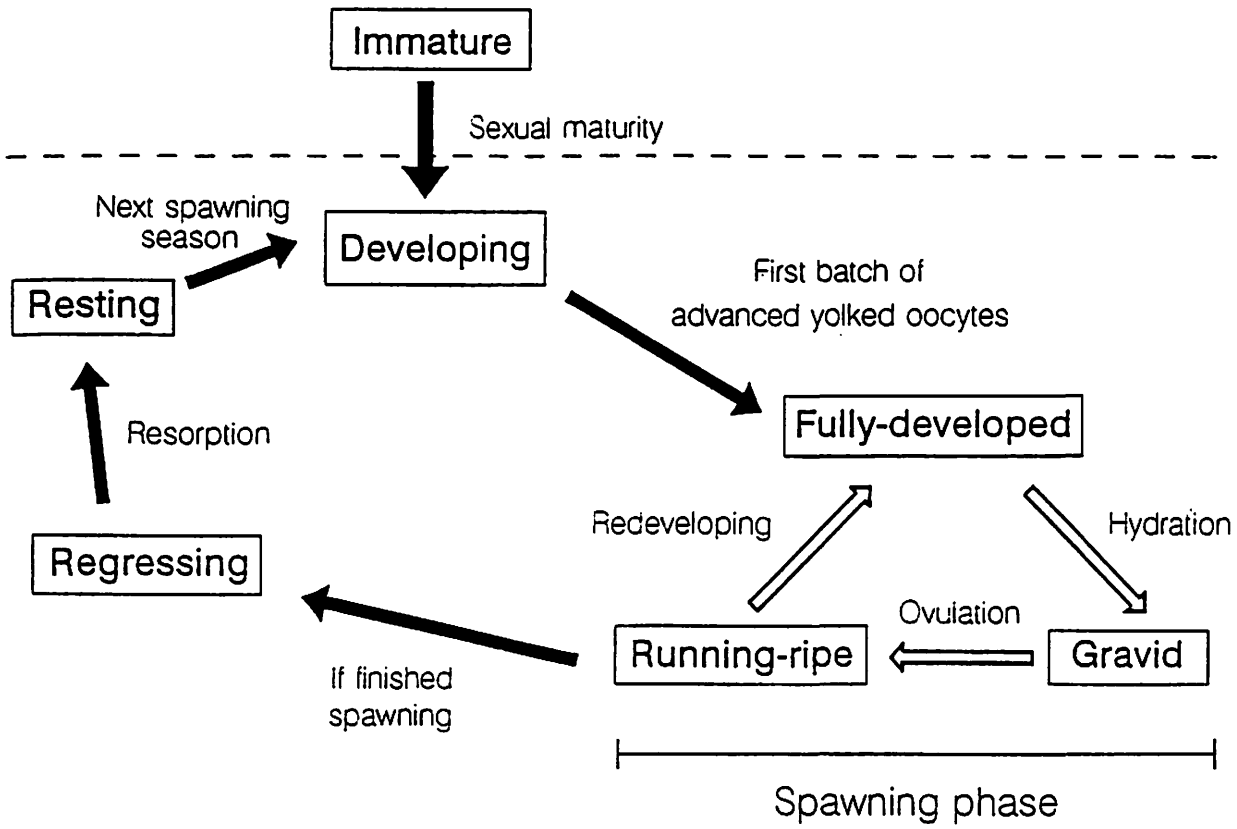 Immature
Sexual maturity
Next spawning
season
Developing
Resting
First batch of
advanced yolked oocytes
Fully-developed
Resorption
Redeveloping
Hydration
Regressing
Ovulation
Running-ripe
Gravid
If finished
spawning
Spawning phase